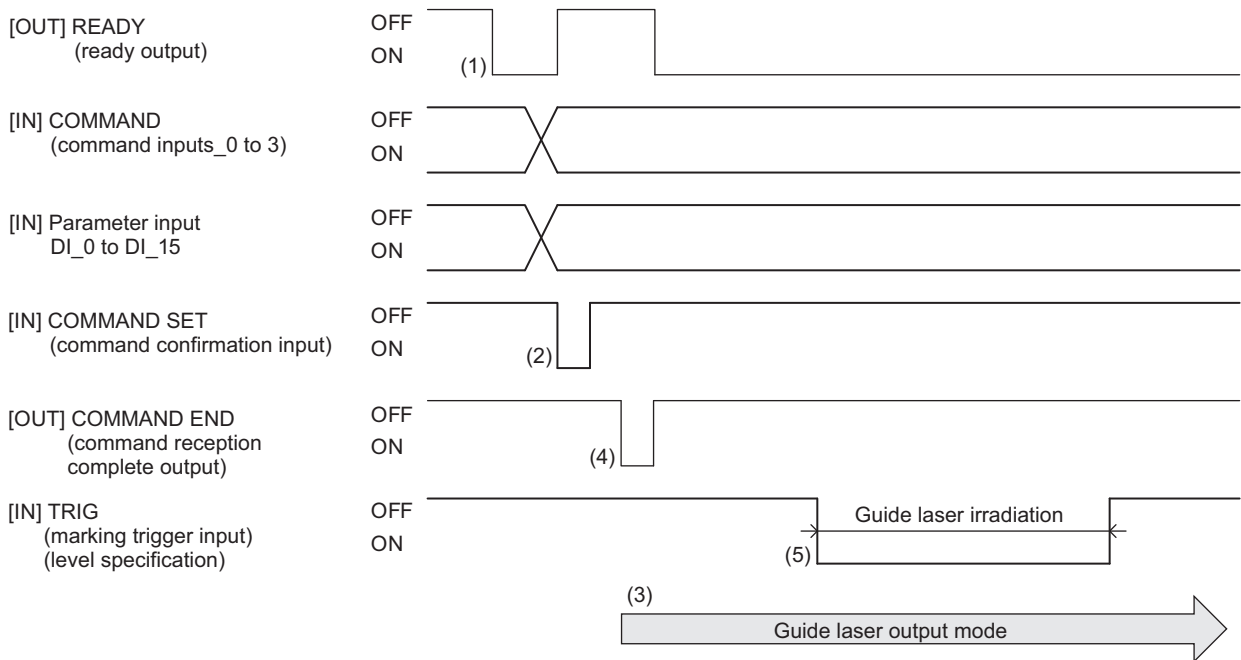 [OUT] READY
(ready output)
OFF
ON
(1)
[IN] COMMAND
(command inputs_0 to 3)
OFF
ON
[IN] Parameter input
DI_0 to DI_15
OFF
ON
[IN] COMMAND SET
(command confirmation input)
OFF
ON
(2)
[OUT] COMMAND END
(command reception
complete output)
OFF
ON
(4)
[IN] TRIG
(marking trigger input)
(level specification)
OFF
ON
Guide laser irradiation
(5)
(3)
Guide laser output mode